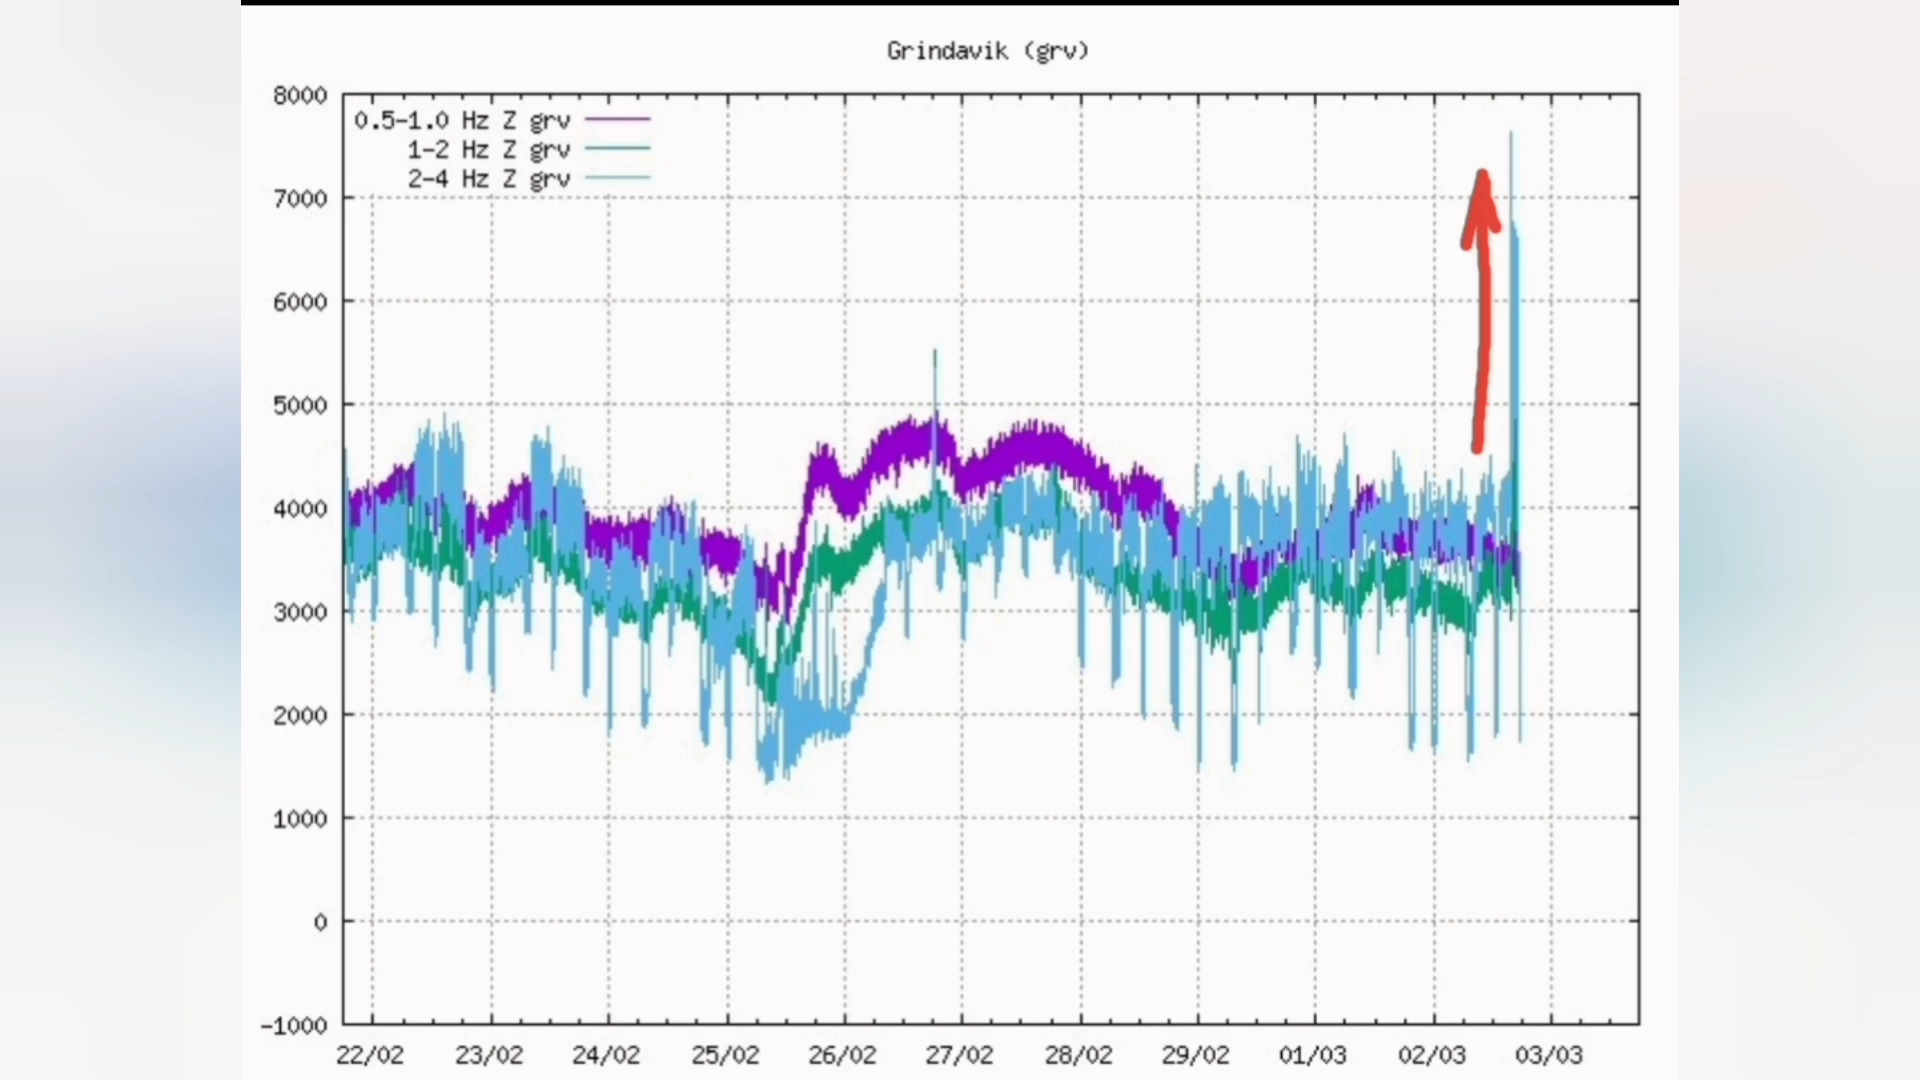 Grindavik (grv)
8000
0.5-1.0 Hz Z grv
1-2 Hz Z grv
2-4 Hz Z grv
7000
6000
5000
4000
3000
2000
1000
0
-1000
22/02 23/02 24/02 25/02 26/02 27/02 28/02 29/02 01/03 02/03 03/03